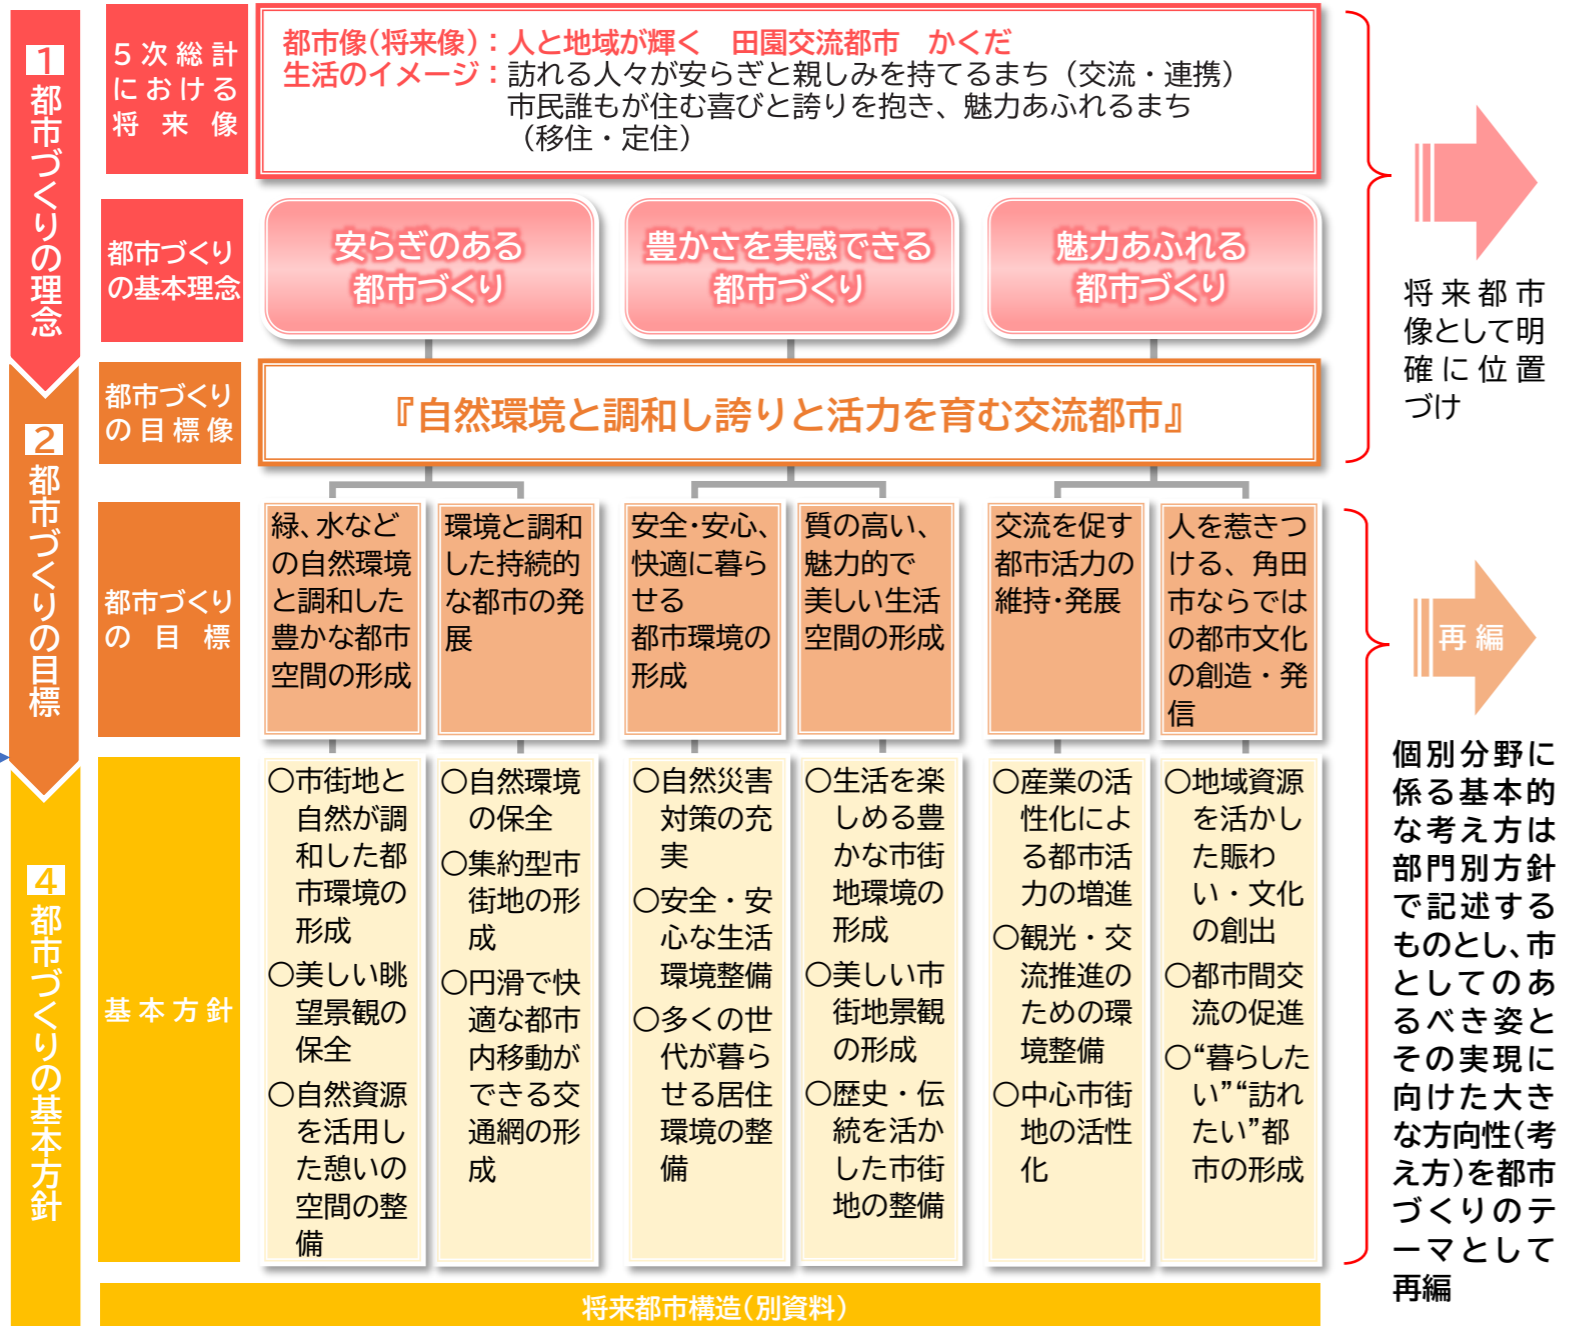 1 都市づくりの理念
5次総計
における
将来像
都市像(将来像)：人と地域が輝く　田園交流都市　かくだ
生活のイメージ：訪れる人々が安らぎと親しみを持てるまち（交流・連携）
市民誰もが住む喜びと誇りを抱き、魅力あふれるまち
（移住・定住）
都市づくり
の基本理念
安らぎのある
都市づくり
豊かさを実感できる
都市づくり
魅力あふれる
都市づくり
将来都市
像として明
確に位置
づけ
2 都市づくりの目標
都市づくり
の目標像
『自然環境と調和し誇りと活力を育む交流都市』
都市づくり
の目標
緑、水など
の自然環境
と調和した
豊かな都市
空間の形成
環境と調和
した持続的
な都市の発
展
安全・安心、
快適に暮ら
せる
都市環境の
形成
質の高い、
魅力的で
美しい生活
空間の形成
交流を促す
都市活力の
維持・発展
人を惹きつ
ける、角田
市ならでは
の都市文化
の創造・発
信
再編
4 都市づくりの基本方針
基本方針
○市街地と
自然が調
和した都
市環境の
形成
○美しい眺
望景観の
保全
○自然資源
を活用し
た憩いの
空間の整
備
○自然環境
の保全
○集約型市
街地の形
成
○円滑で快
適な都市
内移動が
できる交
通網の形
成
○自然災害
対策の充
実
○安全・安
心な生活
環境整備
○多くの世
代が暮ら
せる居住
環境の整
備
○生活を楽
しめる豊
かな市街
地環境の
形成
○美しい市
街地景観
の形成
○歴史・伝
統を活か
した市街
地の整備
○産業の活
性化によ
る都市活
力の増進
○観光・交
流推進の
ための環
境整備
○中心市街
地の活性
化
○地域資源
を活かし
た賑わ
い・文化
の創出
○都市間交
流の促進
○“暮らした
い”“訪れ
たい”都
市の形成
個別分野に
係る基本的
な考え方は
部門別方針
で記述する
ものとし、市
としてのあ
るべき姿と
その実現に
向けた大き
な方向性(考
え方)を都市
づくりのテ
ーマとして
再編
将来都市構造(別資料)